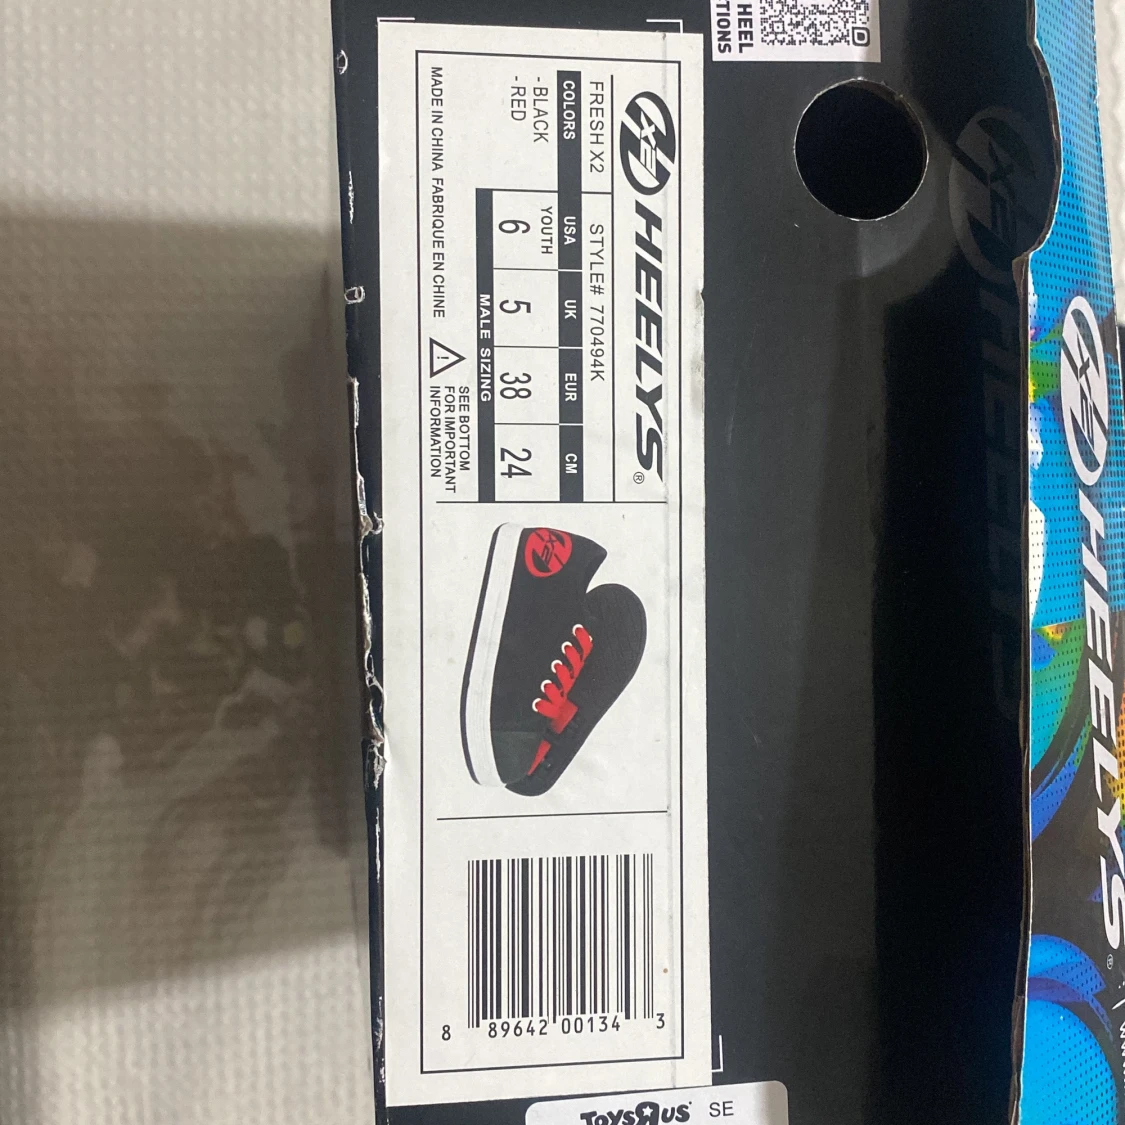 HEELYS®
FRESH X2 STYLE# 770494K
COLORS USA UK EUR CM
-BLACK
-RED
YOUTH
6 5 38 24
MALE SIZING
MADE IN CHINA FABRIQUE EN CHINE
SEE BOTTOM
FOR IMPORTANT
INFORMATION
8 89642 00134 3
HEEL
TIONS
HEELYS
HEELYS®
TOYSRUS SE